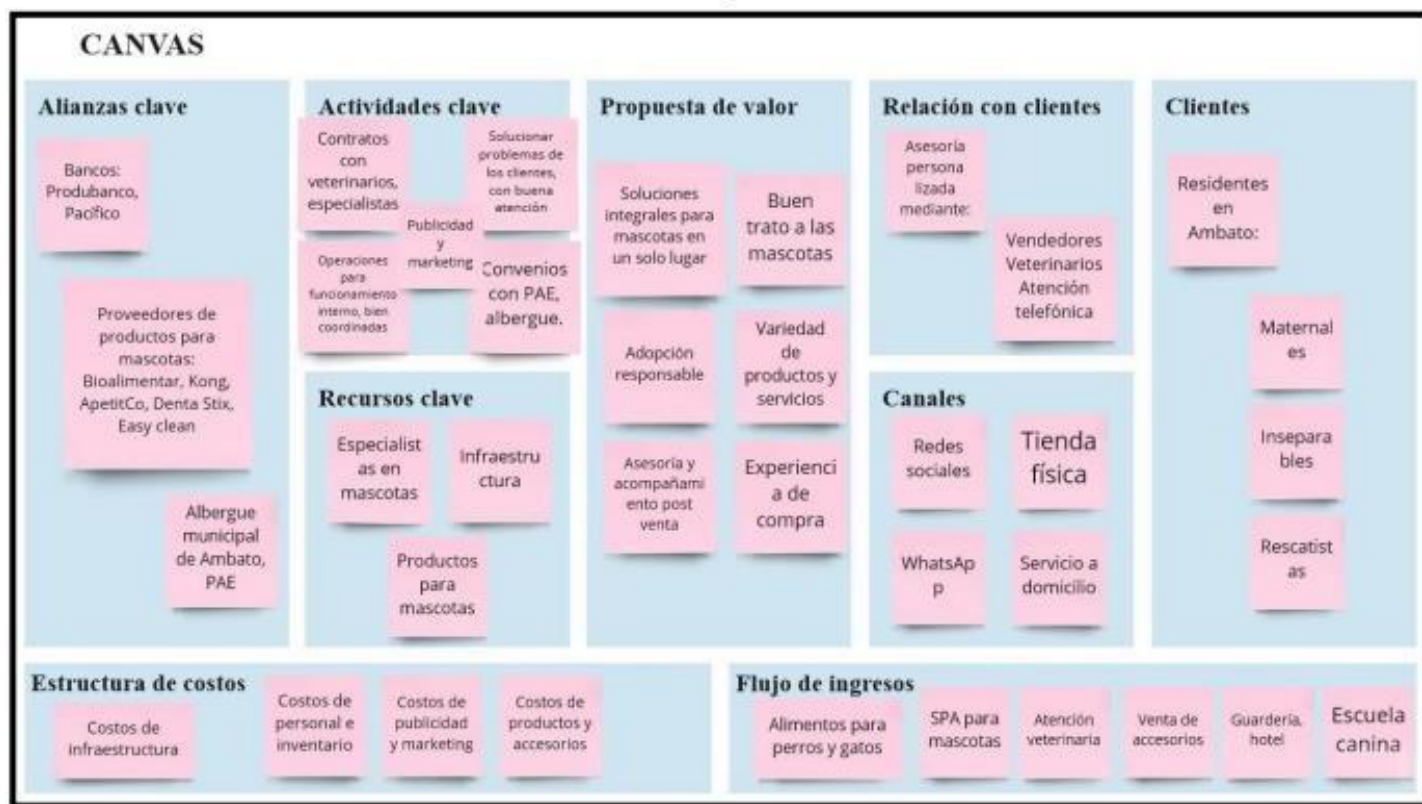 CANVAS
Alianzas clave
Bancos:
Produbanco,
Pacífico
Proveedores de
productos para
mascotas:
Bioalimentar, Kong,
ApetitCo, Denta Stix,
Easy clean
Albergue
municipal
de Ambato,
PAE
Actividades clave
Contratos
con
veterinarios,
especialistas
Solucionar
problemas de
los clientes,
con buena
atención
Publicidad
y
marketing
Operaciones
para
funcionamiento
interno, bien
coordinadas
Convenios
con PAE,
albergue.
Recursos clave
Especialist
as en
mascotas
Infraestru
ctura
Productos
para
mascotas
Propuesta de valor
Soluciones
integrales para
mascotas en
un solo lugar
Buen
trato a las
mascotas
Adopción
responsable
Variedad
de
productos y
servicios
Asesoría y
acompañami
ento post
venta
Experienci
a de
compra
Relación con clientes
Asesoría
persona
lizada
mediante:
Vendedores
Veterinarios
Atención
telefónica
Canales
Redes
sociales
Tienda
física
WhatsAp
p
Servicio a
domicilio
Clientes
Residentes
en
Ambato:
Maternal
es
Insepara
bles
Rescatist
as
Estructura de costos
Costos de
infraestructura
Costos de
personal e
inventario
Costos de
publicidad
y marketing
Costos de
productos y
accesorios
Flujo de ingresos
Alimentos para
perros y gatos
SPA para
mascotas
Atención
veterinaria
Venta de
accesorios
Guardería,
hotel
Escuela
canina